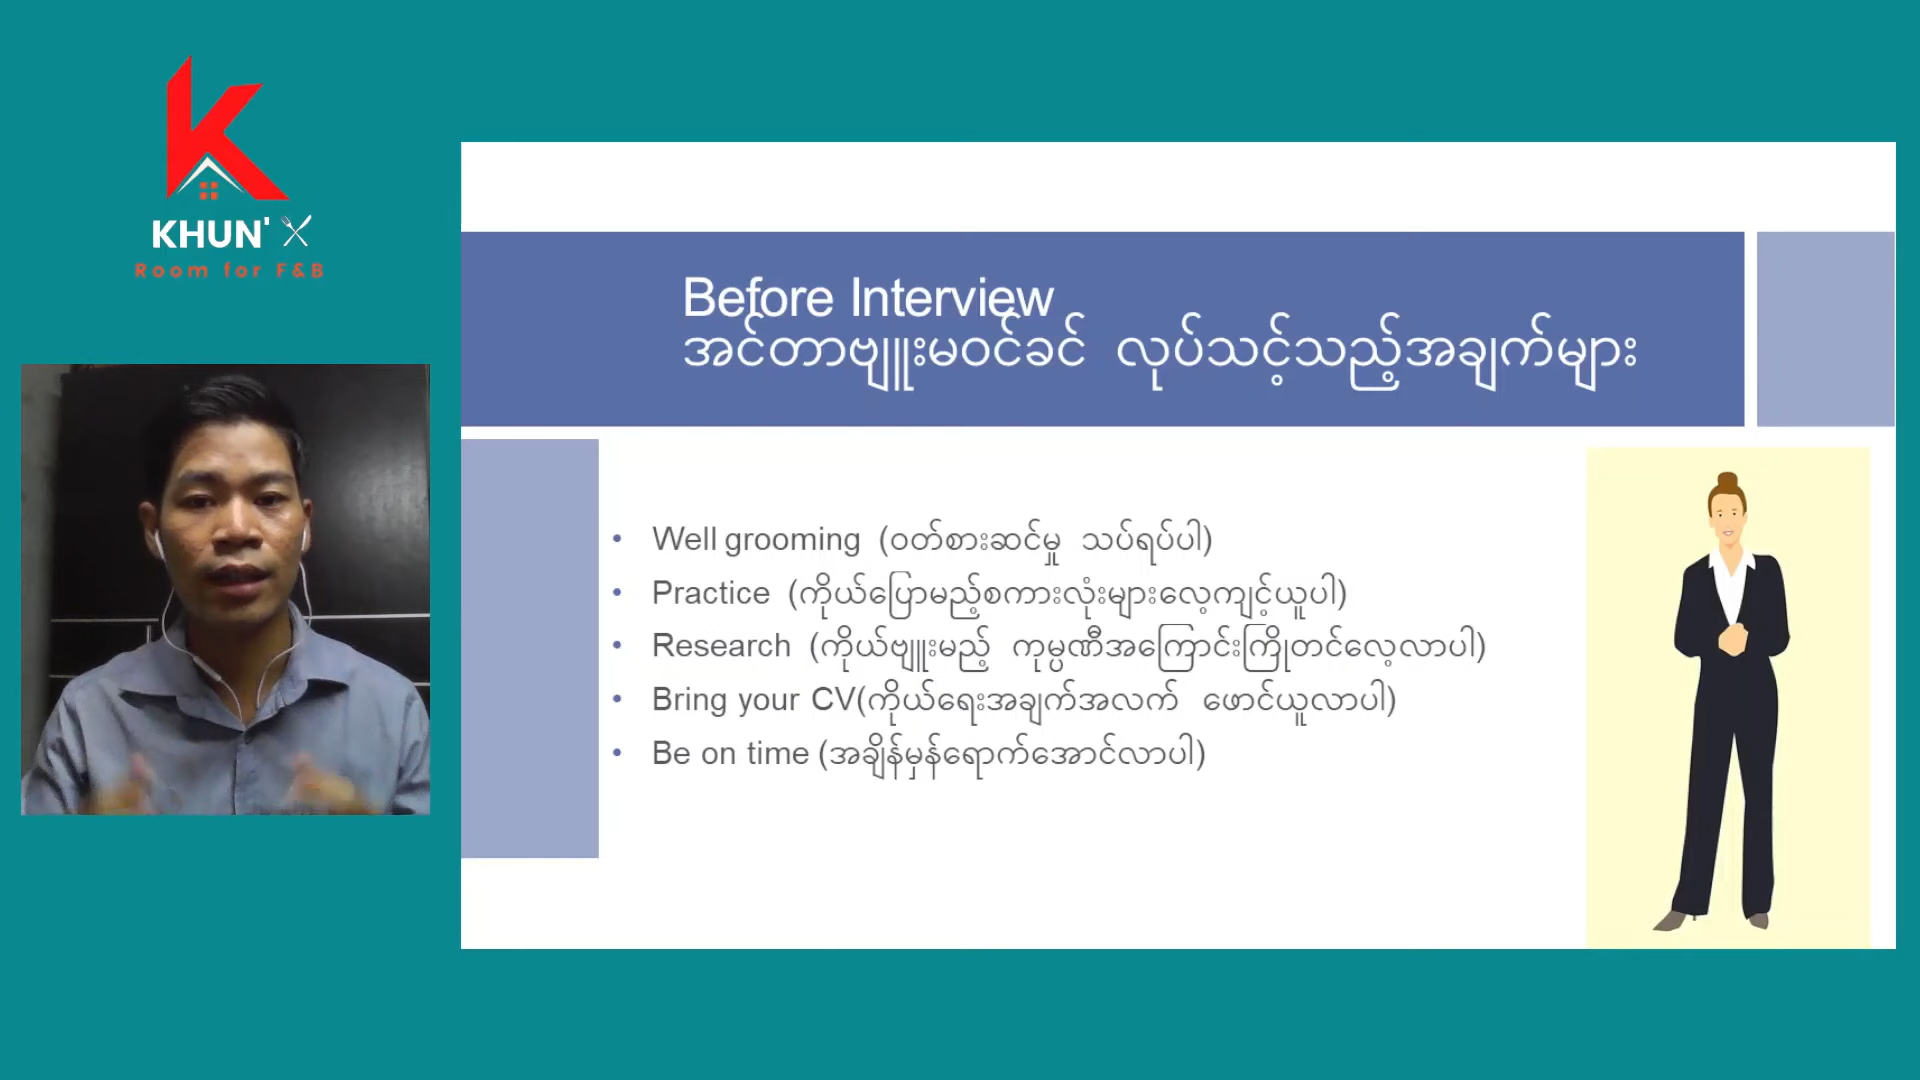 K
KHUN'
Room for F&B
Before Interview
အင်တာဗျူးမဝင်ခင် လုပ်သင့်သည့်အချက်များ
• Well grooming (ဝတ်စားဆင်မှု သပ်ရပ်ပါ)
• Practice (ကိုယ်ပြောမည့်စကားလုံးများလေ့ကျင့်ယူပါ)
• Research (ကိုယ်ဗျူးမည့် ကုမ္ပဏီအကြောင်းကြိုတင်လေ့လာပါ)
• Bring your CV(ကိုယ်ရေးအချက်အလက် ဖောင်ယူလာပါ)
• Be on time (အချိန်မှန်ရောက်အောင်လာပါ)